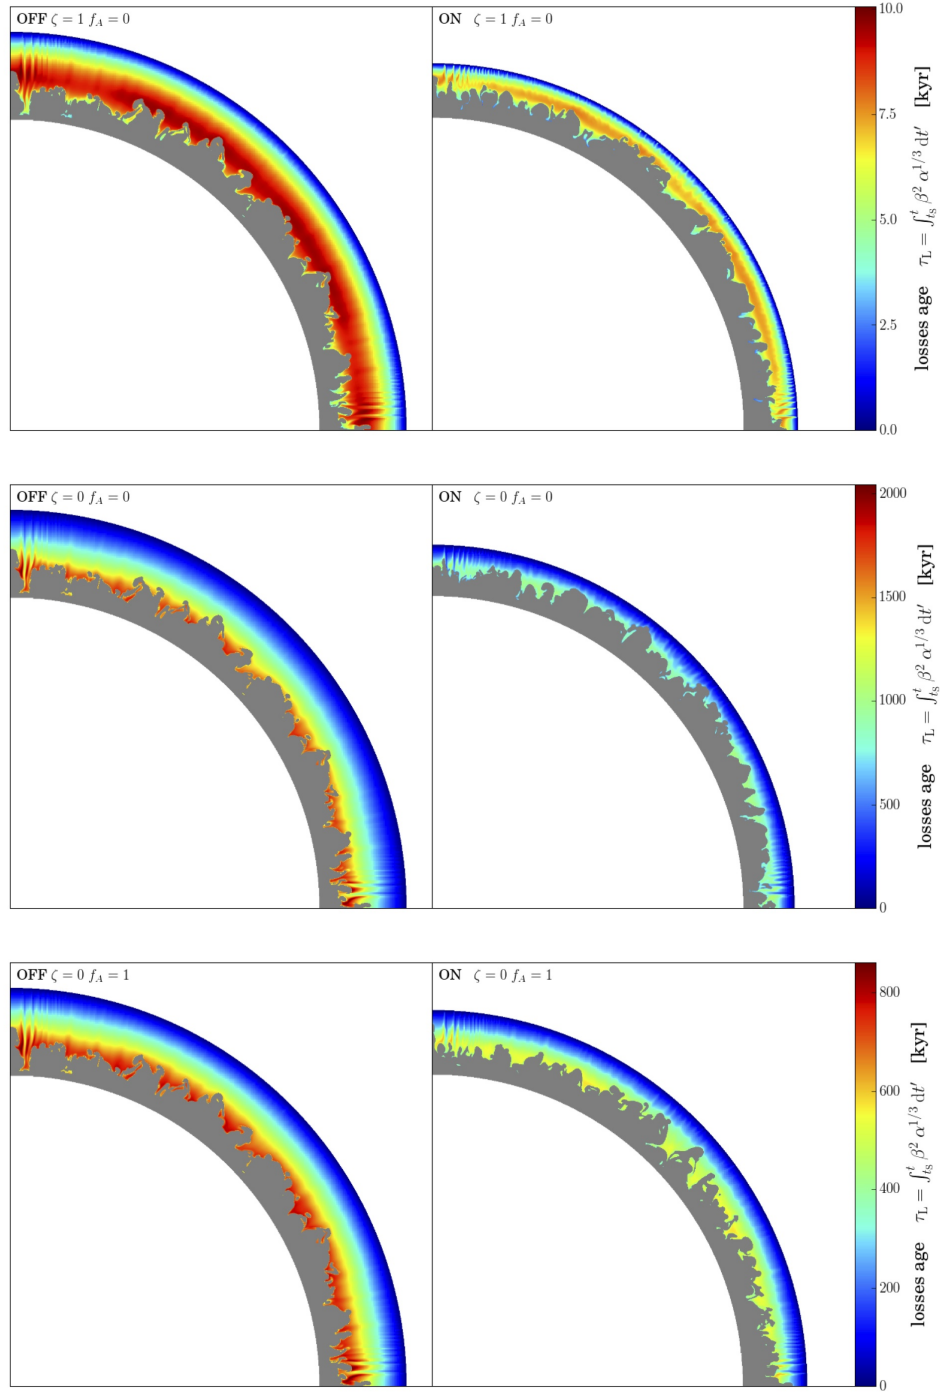 OFF ζ = 1 f_A = 0
ON ζ = 1 f_A = 0
10.0
7.5
5.0
2.5
0.0
losses age τ_L = ∫_{t_S}^{t} β² α^{1/3} dt′ [kyr]
OFF ζ = 0 f_A = 0
ON ζ = 0 f_A = 0
2000
1500
1000
500
0
losses age τ_L = ∫_{t_S}^{t} β² α^{1/3} dt′ [kyr]
OFF ζ = 0 f_A = 1
ON ζ = 0 f_A = 1
800
600
400
200
0
losses age τ_L = ∫_{t_S}^{t} β² α^{1/3} dt′ [kyr]